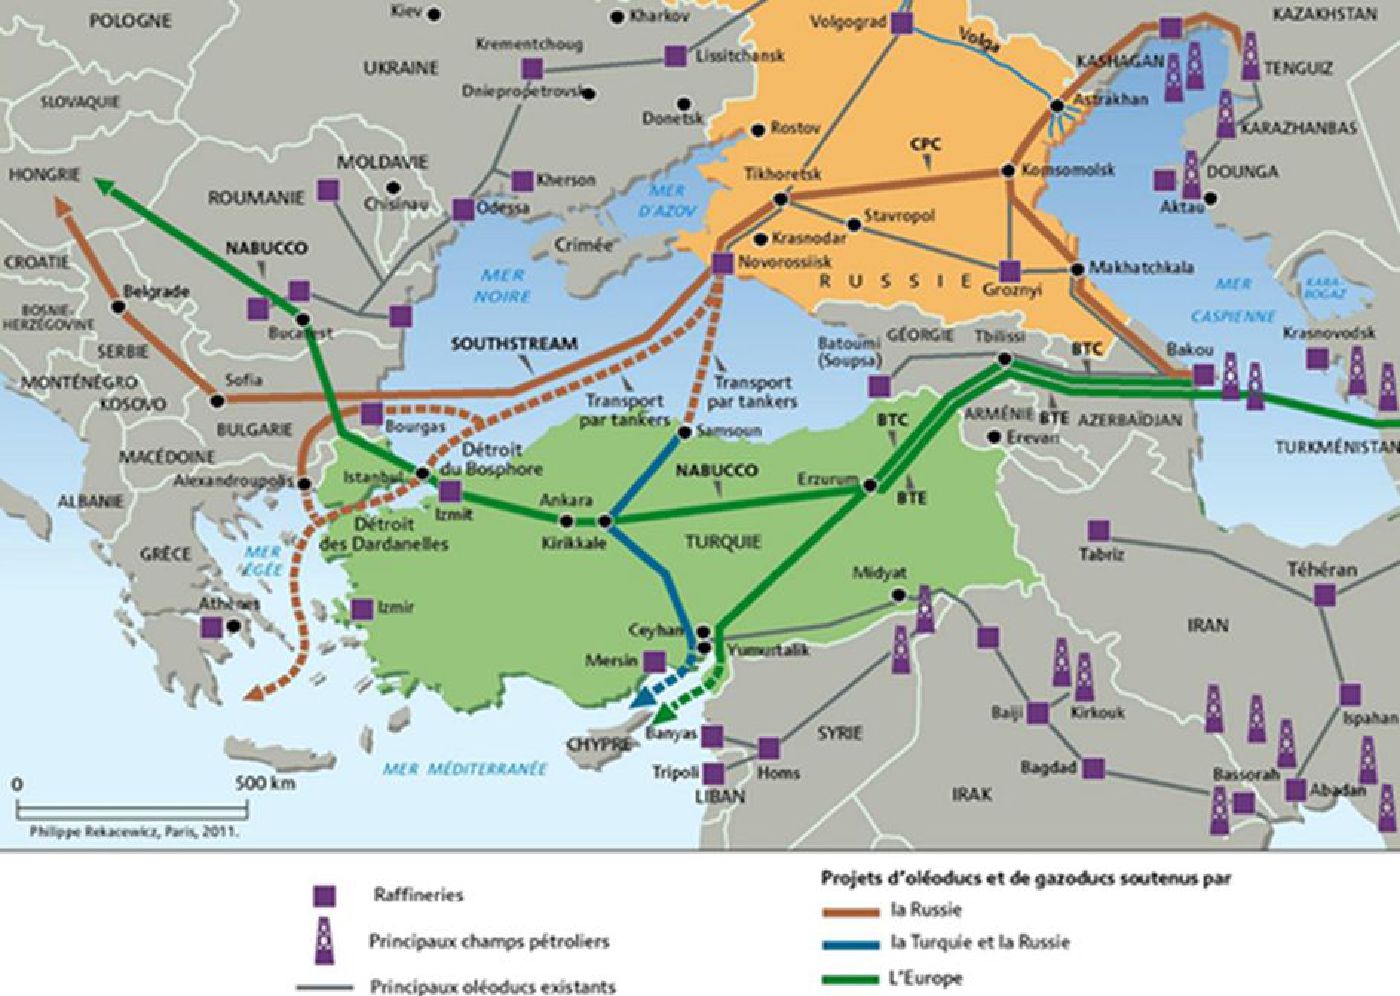 POLOGNE
Kiev
Kharkov
Volgograd
Volga
KAZAKHSTAN
Krementchoug
Lissitchansk
UKRAINE
KASHAGAN
TENGUIZ
SLOVAQUIE
Dniepropetrovsk
Donetsk
Rostov
Astrakhan
KARAZHANBAS
CPC
HONGRIE
MOLDAVIE
ROUMANIE
Chisinau
Kherson
Odessa
MER
D'AZOV
Tikhoretsk
Komsomolsk
DOUNGA
Aktau
Stavropol
Krasnodar
Crimée
NABUCCO
CROATIE
MER
NOIRE
Novorossiisk
RUSSIE
Groznyi
Makhatchkala
MER
CASPIENNE
KARA-
BOGAZ
Belgrade
BOSNIE-
HERZÉGOVINE
Bucarest
SERBIE
SOUTHSTREAM
Batoumi
(Soupsa)
GÉORGIE
Tbilissi
BTC
Bakou
Krasnovodsk
MONTÉNÉGRO
KOSOVO
Sofia
Transport
par tankers
Transport
par tankers
BULGARIE
Bourgas
Samsoun
BTC
ARMÉNIE
BTE
AZERBAÏDJAN
Erevan
TURKMÉNISTAN
MACÉDOINE
Alexandroupolis
Istanbul
Détroit
du Bosphore
NABUCCO
Erzurum
BTE
ALBANIE
Izmit
Ankara
Kirikkale
TURQUIE
Détroit
des Dardanelles
GRÈCE
MER
ÉGÉE
Tabriz
Téhéran
Midyat
Athènes
Izmir
Ceyhan
Yumurtalik
IRAN
Mersin
Baiji
Kirkouk
Ispahan
CHYPRE
Banyas
SYRIE
MER MÉDITERRANÉE
Tripoli
Homs
Bagdad
Bassorah
Abadan
LIBAN
IRAK
0
500 km
Philippe Rekacewicz, Paris, 2011.
Raffineries
Principaux champs pétroliers
Principaux oléoducs existants
Projets d'oléoducs et de gazoducs soutenus par
la Russie
la Turquie et la Russie
L'Europe